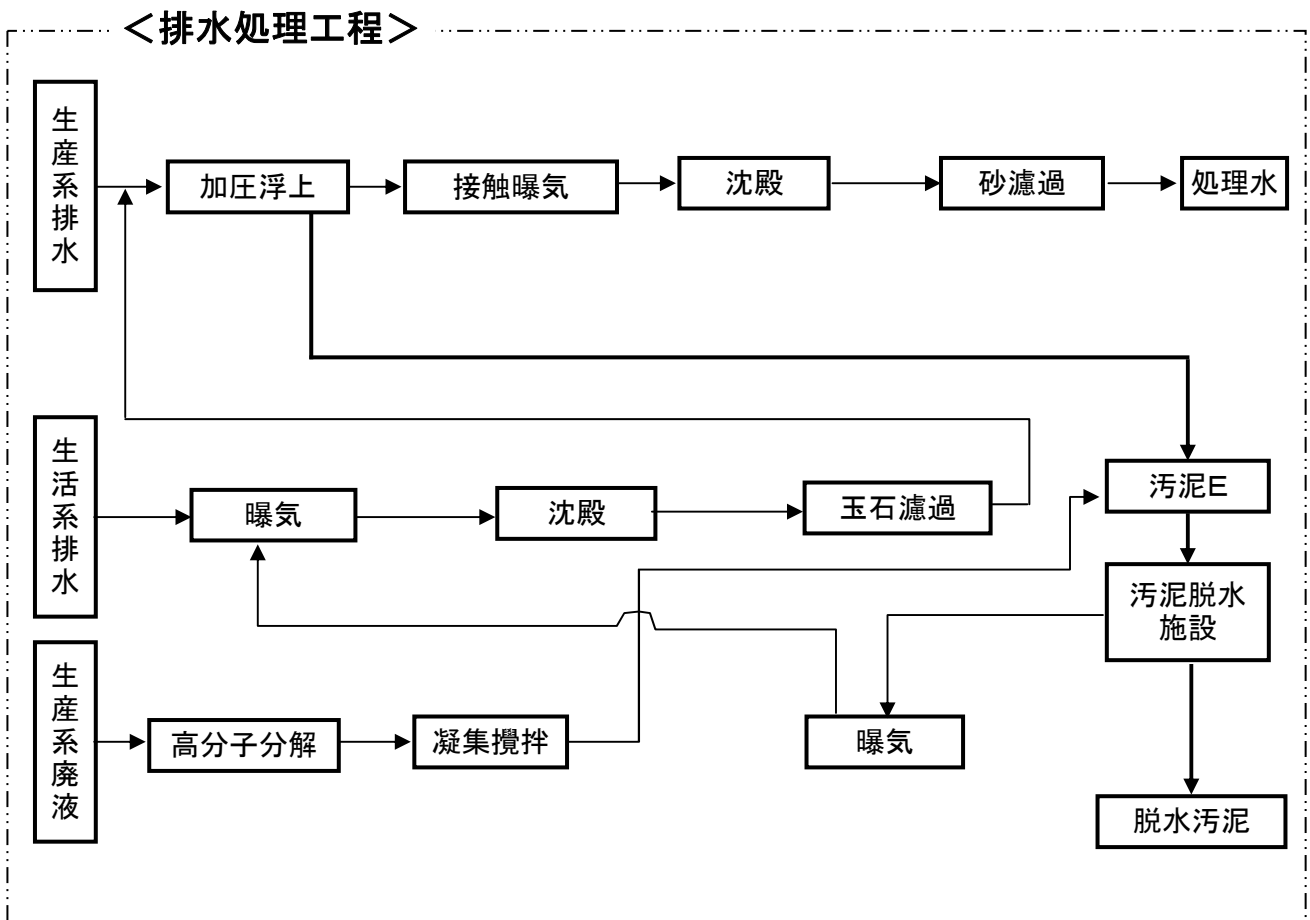 ＜排水処理工程＞
生産系排水
加圧浮上
接触曝気
沈殿
砂濾過
処理水
生活系排水
曝気
沈殿
玉石濾過
汚泥E
汚泥脱水
施設
生産系廃液
高分子分解
凝集攪拌
曝気
脱水汚泥